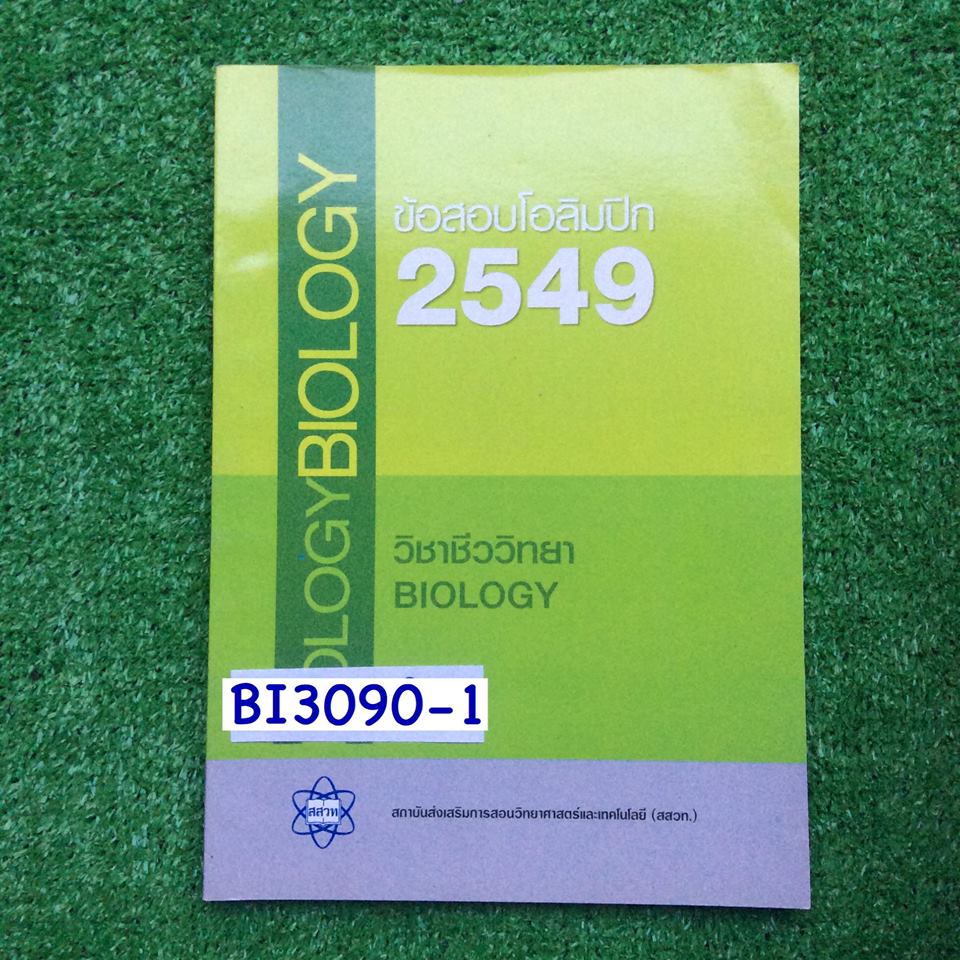 ข้อสอบโอลิมปิก
2549
BIOLOGY
OLOGY
วิชาชีววิทยา
BIOLOGY
BI3090-1
สสวท
สถาบันส่งเสริมการสอนวิทยาศาสตร์และเทคโนโลยี (สสวท.)